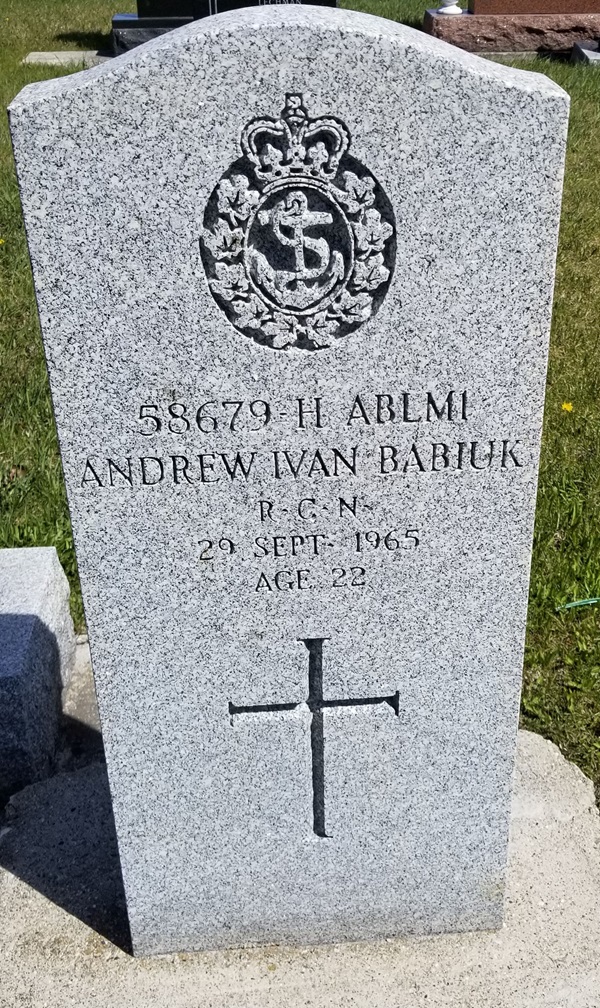 58679-H ABLMI
ANDREW IVAN BABIUK
R-C-N-
29 SEPT- 1965
AGE 22